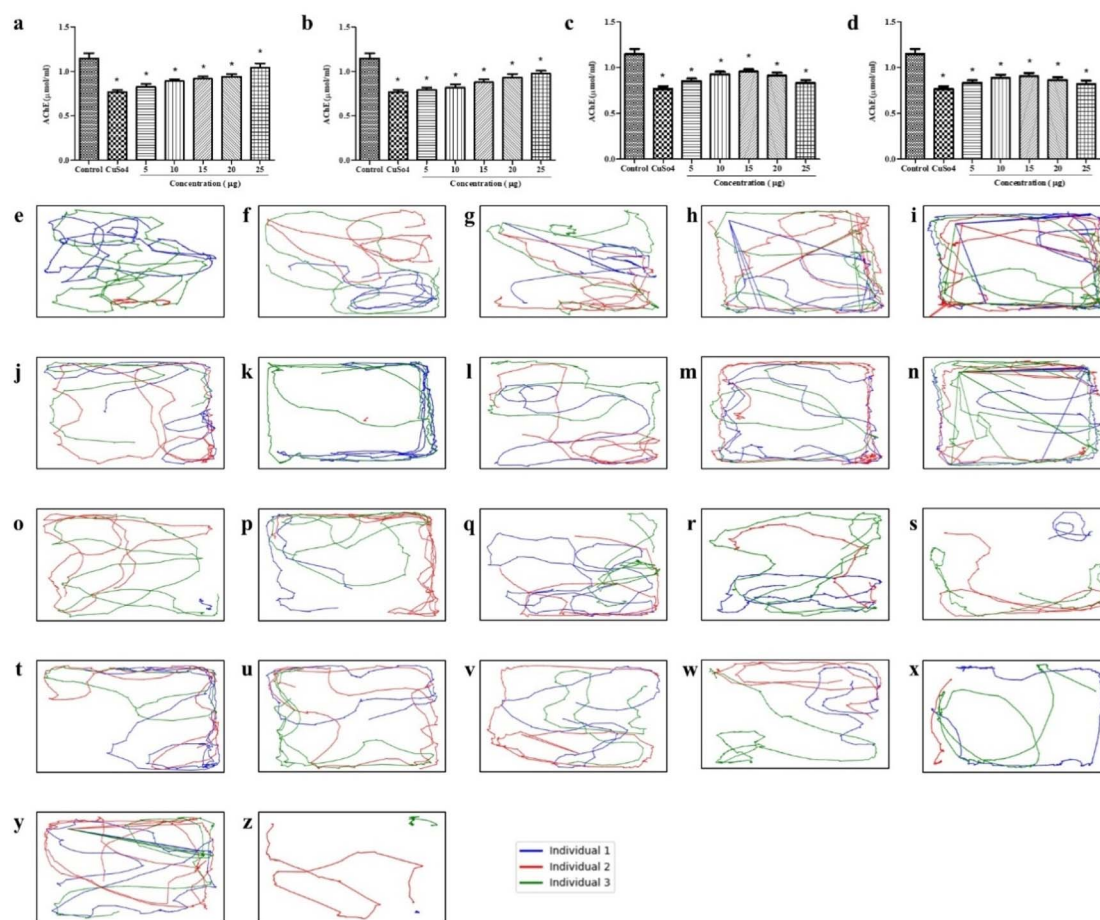 a
b
c
d
1.5
1.0
0.5
0.0
AChE (μmol/ml)
Control CuSo4 5 10 15 20 25
Concentration ( μg)
* * * * * *
1.5
1.0
0.5
0.0
AChE (μmol/ml)
Control CuSo4 5 10 15 20 25
Concentration ( μg)
* * * * * *
1.5
1.0
0.5
0.0
AChE (μmol/ml)
Control CuSo4 5 10 15 20 25
Concentration ( μg)
* * * * * *
1.5
1.0
0.5
0.0
AChE (μmol/ml)
Control CuSo4 5 10 15 20 25
Concentration ( μg)
* * * * * *
e
f
g
h
i
j
k
l
m
n
o
p
q
r
s
t
u
v
w
x
y
z
Individual 1
Individual 2
Individual 3